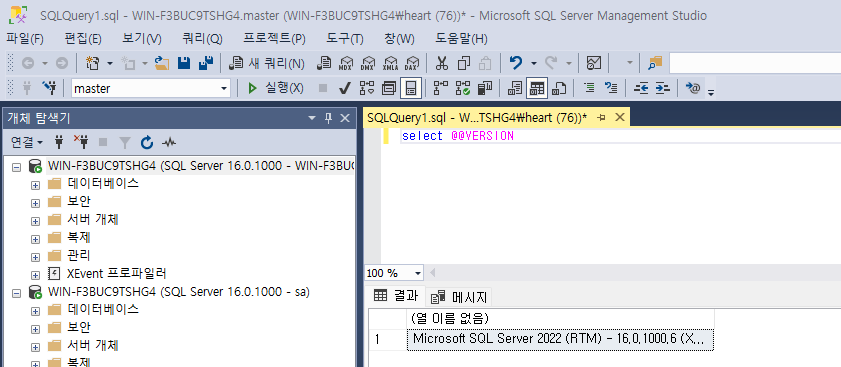 SQLQuery1.sql - WIN-F3BUC9TSHG4.master (WIN-F3BUC9TSHG4₩heart (76))* - Microsoft SQL Server Management Studio
파일(F) 편집(E) 보기(V) 쿼리(Q) 프로젝트(P) 도구(T) 창(W) 도움말(H)
새 쿼리(N) MDX DMX XMLA DAX
master 실행(X)
개체 탐색기
SQLQuery1.sql - W...TSHG4₩heart (76))*
연결
select @@VERSION
WIN-F3BUC9TSHG4 (SQL Server 16.0.1000 - WIN-F3BUC
데이터베이스
보안
서버 개체
복제
관리
XEvent 프로파일러
WIN-F3BUC9TSHG4 (SQL Server 16.0.1000 - sa)
데이터베이스
보안
서버 개체
복제
100 %
결과 메시지
(열 이름 없음)
1 Microsoft SQL Server 2022 (RTM) - 16.0.1000.6 (X...